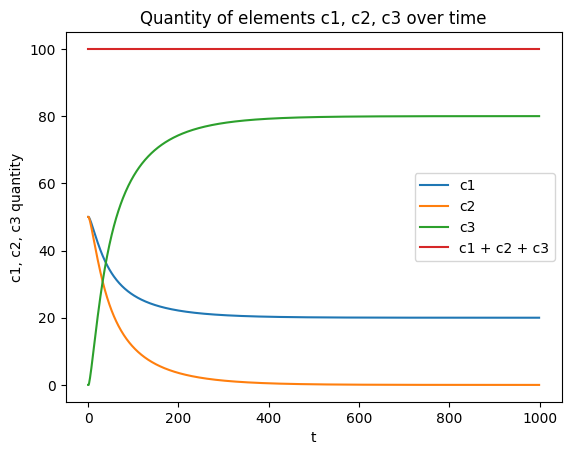 Quantity of elements c1, c2, c3 over time
c1, c2, c3 quantity
100
80
60
40
20
0
c1
c2
c3
c1 + c2 + c3
0 200 400 600 800 1000
t